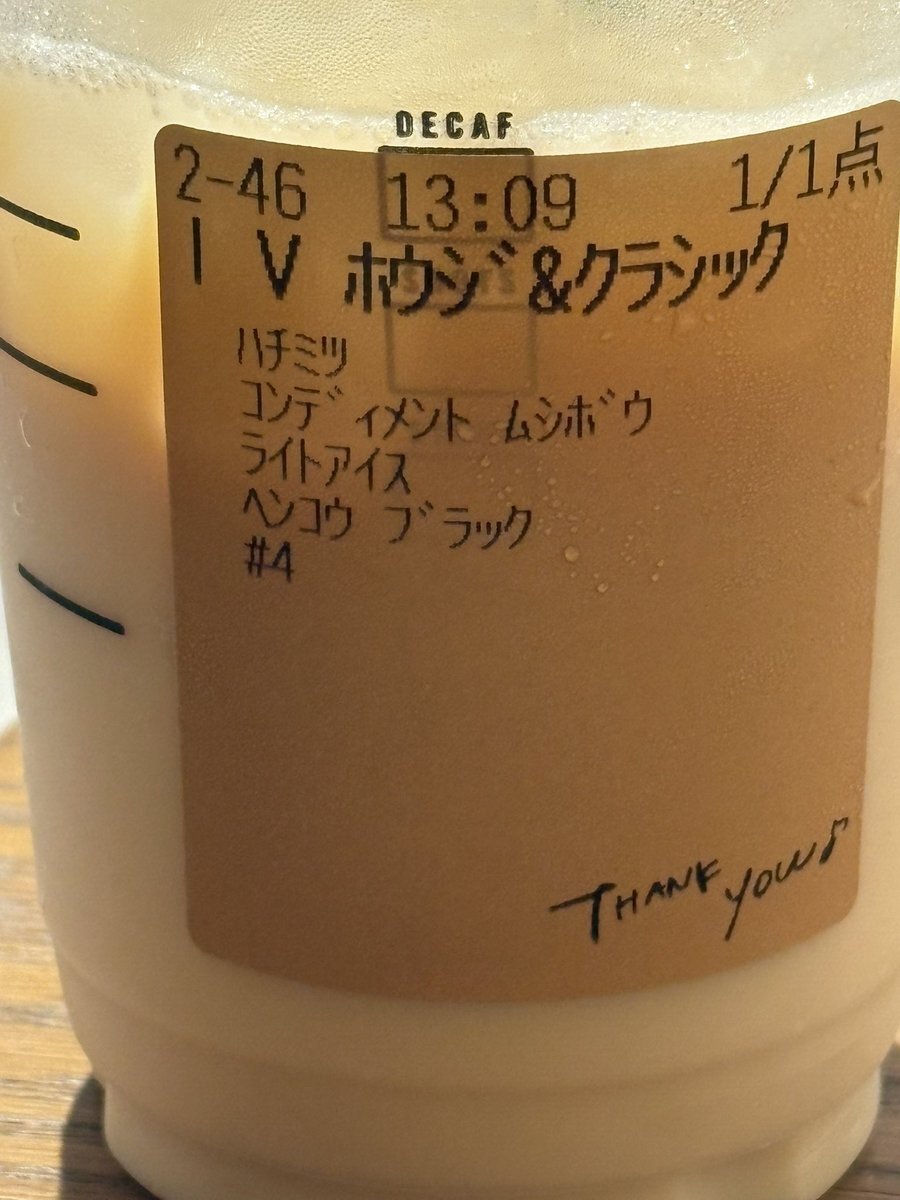 DECAF
2-46 13:09 1/1点
I V ﾎｳｼﾞ&ｸﾗｼｯｸ
ﾊﾁﾐﾂ
ｺﾝﾃﾞｨﾒﾝﾄ ﾑｼﾎﾞｳ
ﾗｲﾄｱｲｽ
ﾍﾝｺｳ ﾌﾞﾗｯｸ
#4
THANK YOU♪